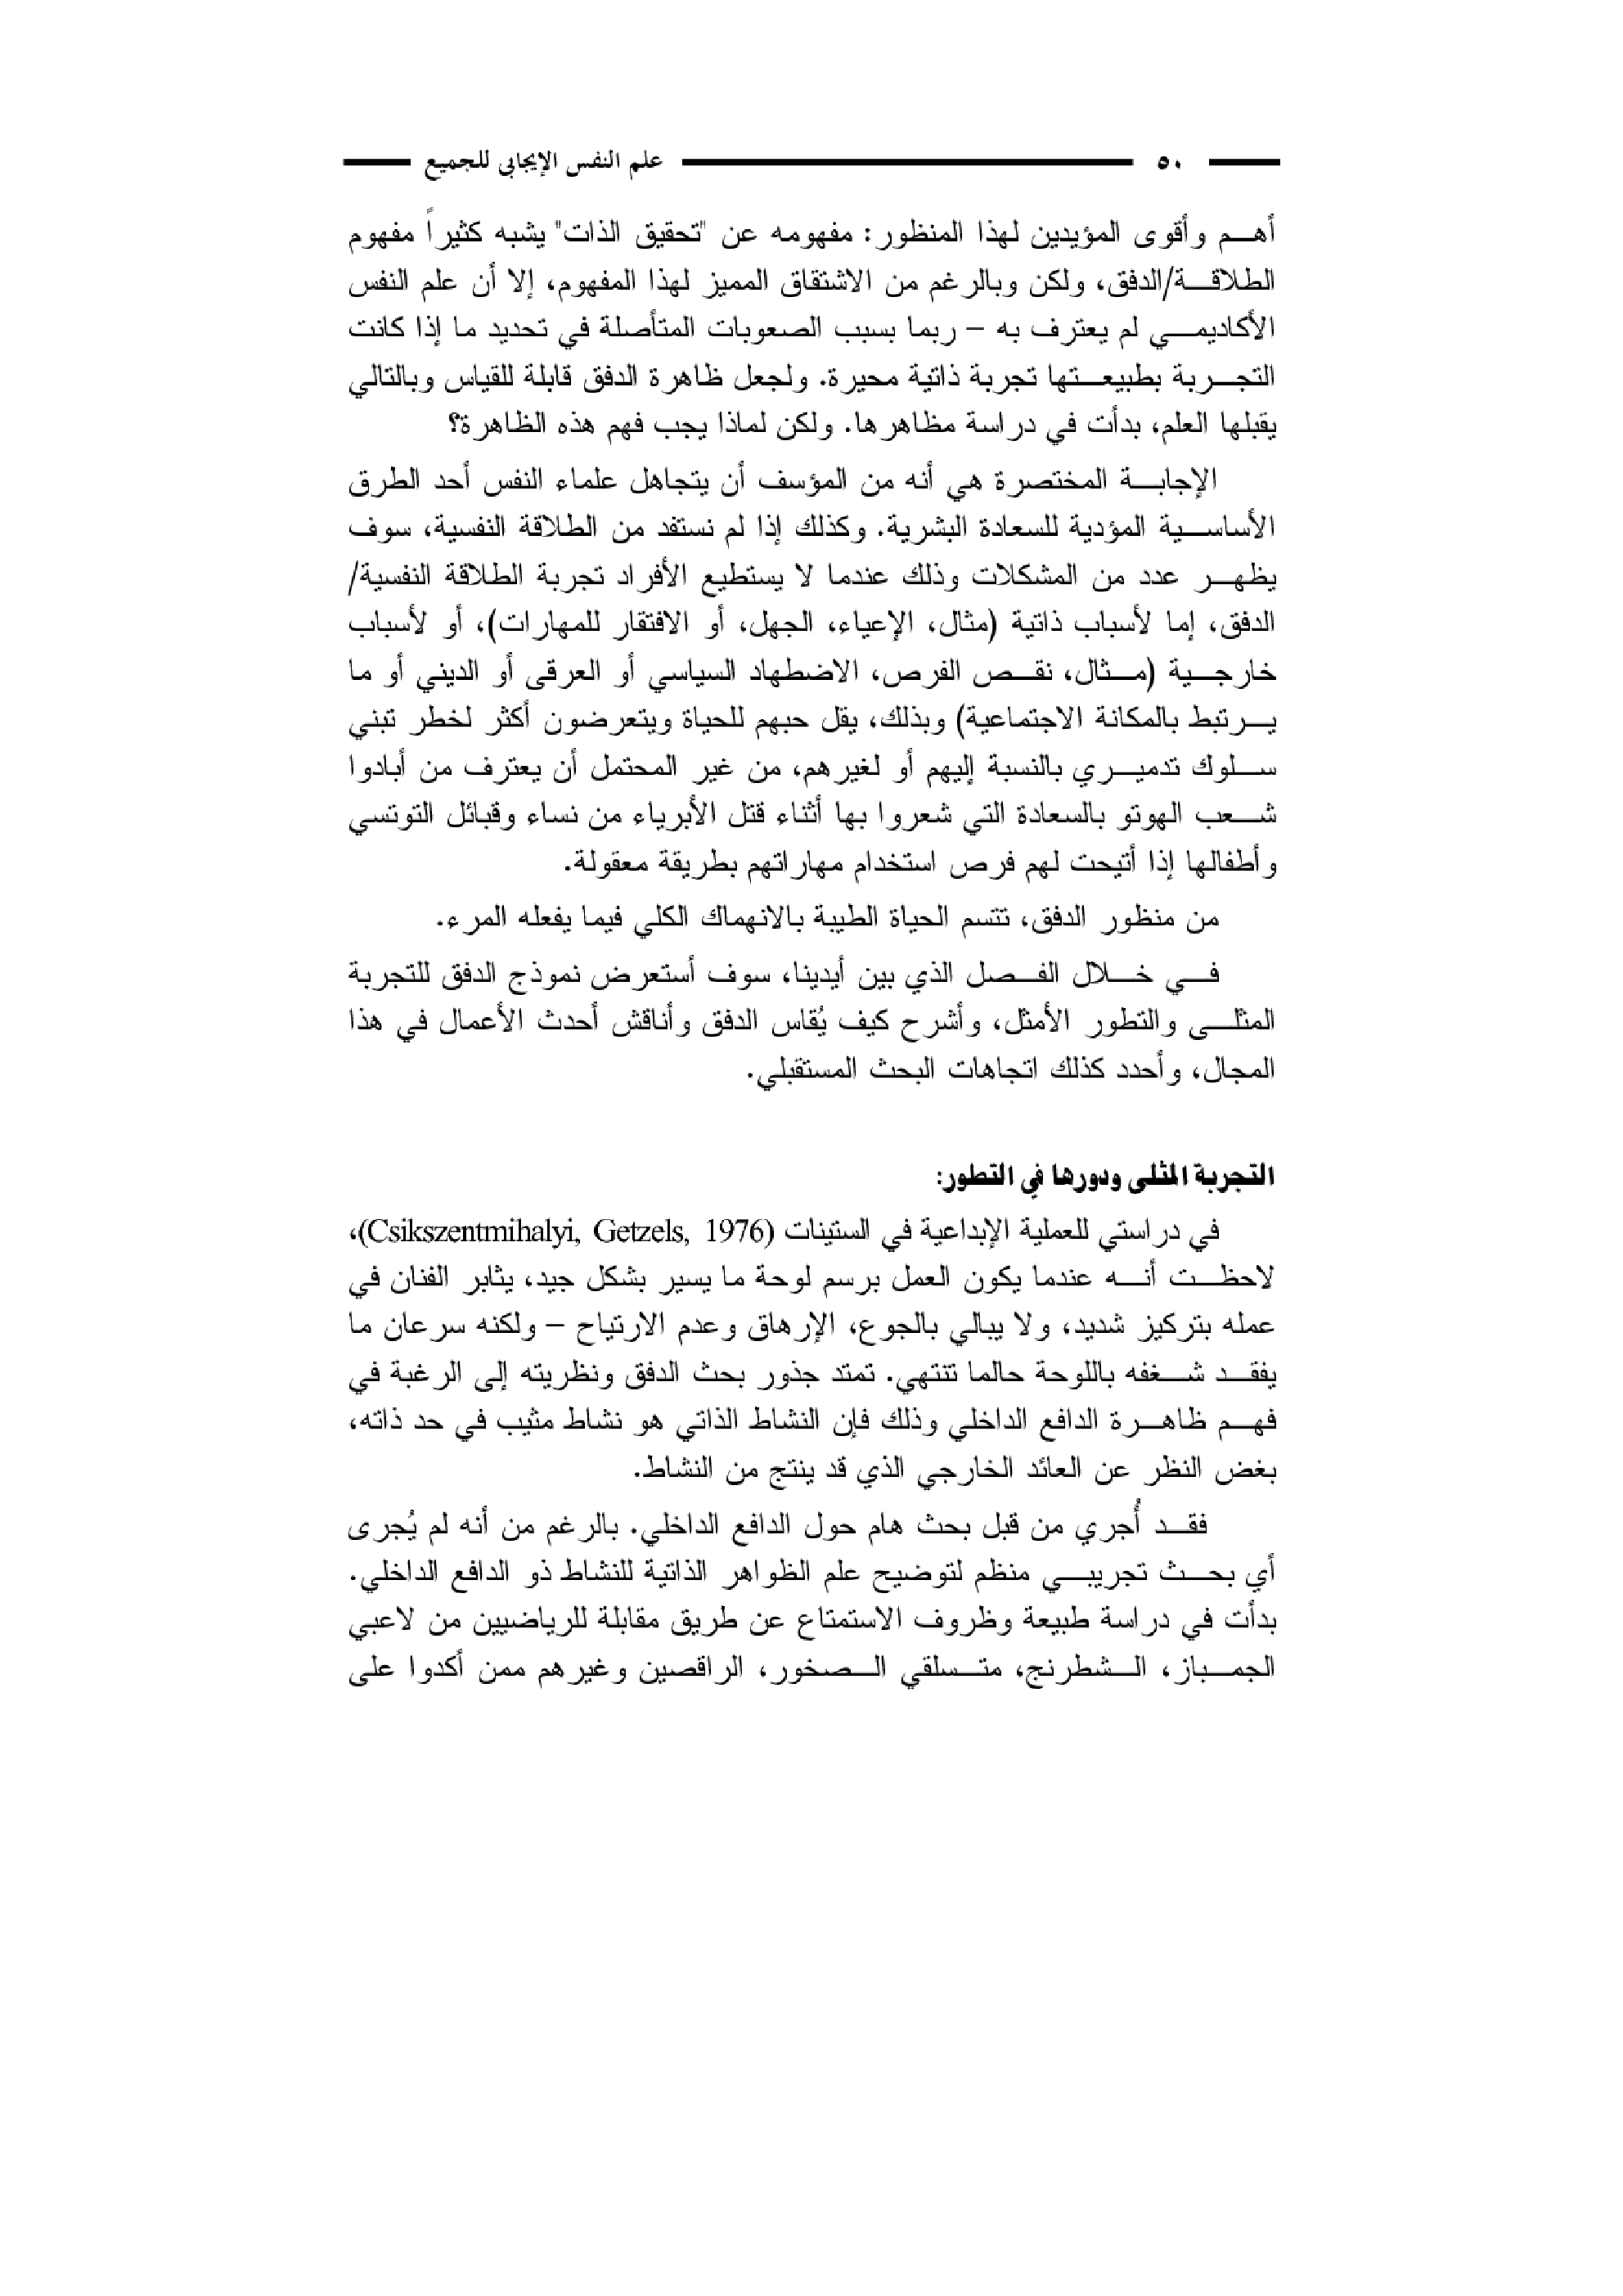 ٥٠ علم النفس الإيجابي للجميع
أهم وأقوى المؤيدين لهذا المنظور: مفهومه عن "تحقيق الذات" يشبه كثيراً مفهوم
الطلاقة/الدفق، ولكن وبالرغم من الاشتقاق المميز لهذا المفهوم، إلا أن علم النفس
الأكاديمي لم يعترف به – ربما بسبب الصعوبات المتأصلة في تحديد ما إذا كانت
التجربة بطبيعتها تجربة ذاتية محيرة. ولجعل ظاهرة الدفق قابلة للقياس وبالتالي
يقبلها العلم، بدأت في دراسة مظاهرها. ولكن لماذا يجب فهم هذه الظاهرة؟
الإجابة المختصرة هي أنه من المؤسف أن يتجاهل علماء النفس أحد الطرق
الأساسية المؤدية للسعادة البشرية. وكذلك إذا لم نستفد من الطلاقة النفسية، سوف
يظهر عدد من المشكلات وذلك عندما لا يستطيع الأفراد تجربة الطلاقة النفسية/
الدفق، إما لأسباب ذاتية (مثال، الإعياء، الجهل، أو الافتقار للمهارات)، أو لأسباب
خارجية (مثال، نقص الفرص، الاضطهاد السياسي أو العرقى أو الديني أو ما
يرتبط بالمكانة الاجتماعية) وبذلك، يقل حبهم للحياة ويتعرضون أكثر لخطر تبني
سلوك تدميري بالنسبة إليهم أو لغيرهم، من غير المحتمل أن يعترف من أبادوا
شعب الهوتو بالسعادة التي شعروا بها أثناء قتل الأبرياء من نساء وقبائل التوتسي
وأطفالها إذا أتيحت لهم فرص استخدام مهاراتهم بطريقة معقولة.
من منظور الدفق، تتسم الحياة الطيبة بالانهماك الكلي فيما يفعله المرء.
في خلال الفصل الذي بين أيدينا، سوف أستعرض نموذج الدفق للتجربة
المثلى والتطور الأمثل، وأشرح كيف يُقاس الدفق وأناقش أحدث الأعمال في هذا
المجال، وأحدد كذلك اتجاهات البحث المستقبلي.
التجربة المثلى ودورها في التطور:
في دراستي للعملية الإبداعية في الستينات (Csikszentmihalyi, Getzels, 1976)،
لاحظت أنه عندما يكون العمل برسم لوحة ما يسير بشكل جيد، يثابر الفنان في
عمله بتركيز شديد، ولا يبالي بالجوع، الإرهاق وعدم الارتياح – ولكنه سرعان ما
يفقد شغفه باللوحة حالما تنتهي. تمتد جذور بحث الدفق ونظريته إلى الرغبة في
فهم ظاهرة الدافع الداخلي وذلك فإن النشاط الذاتي هو نشاط مثيب في حد ذاته،
بغض النظر عن العائد الخارجي الذي قد ينتج من النشاط.
فقد أُجري من قبل بحث هام حول الدافع الداخلي. بالرغم من أنه لم يُجرى
أي بحث تجريبي منظم لتوضيح علم الظواهر الذاتية للنشاط ذو الدافع الداخلي.
بدأت في دراسة طبيعة وظروف الاستمتاع عن طريق مقابلة للرياضيين من لاعبي
الجمباز، الشطرنج، متسلقي الصخور، الراقصين وغيرهم ممن أكدوا على